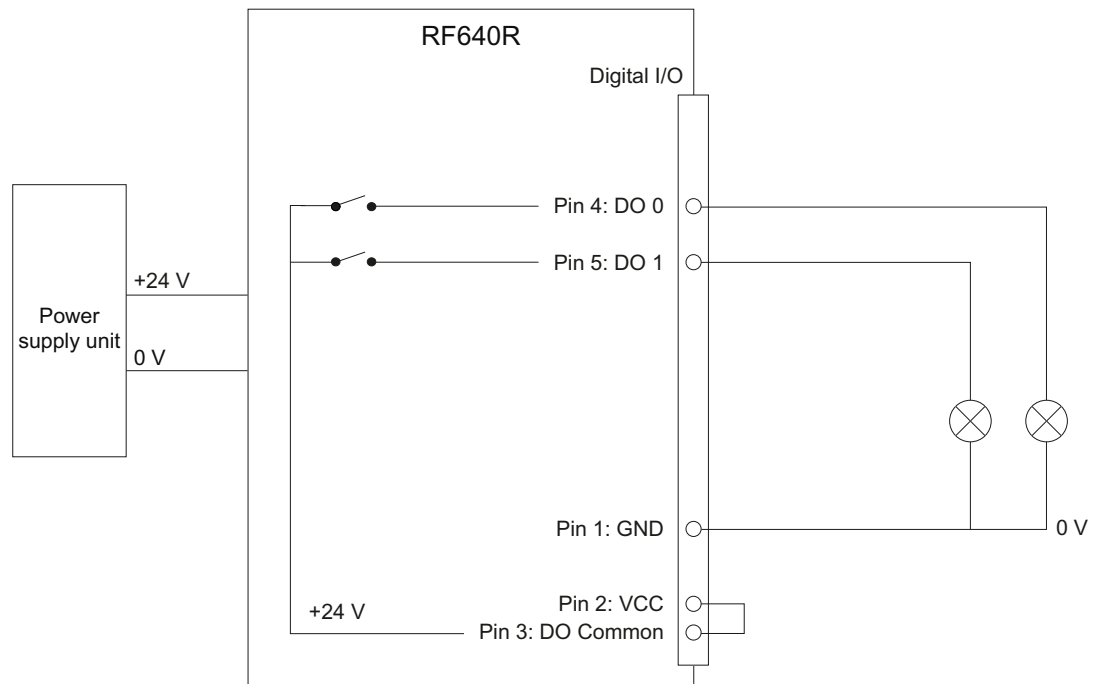 RF640R
Digital I/O
Pin 4: DO 0
Pin 5: DO 1
+24 V
Power
supply unit
0 V
Pin 1: GND
0 V
Pin 2: VCC
+24 V
Pin 3: DO Common